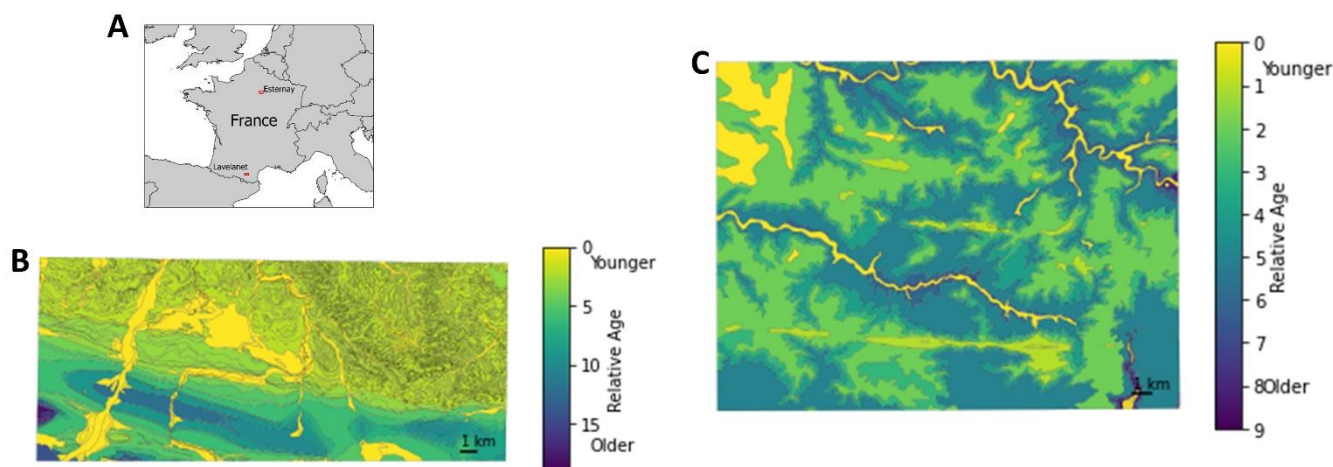 A
Esternay
France
Lavelanet
B
0
Younger
5
10
15
Older
Relative Age
1 km
C
0
Younger
1
2
3
4
5
6
7
8Older
9
Relative Age
1 km